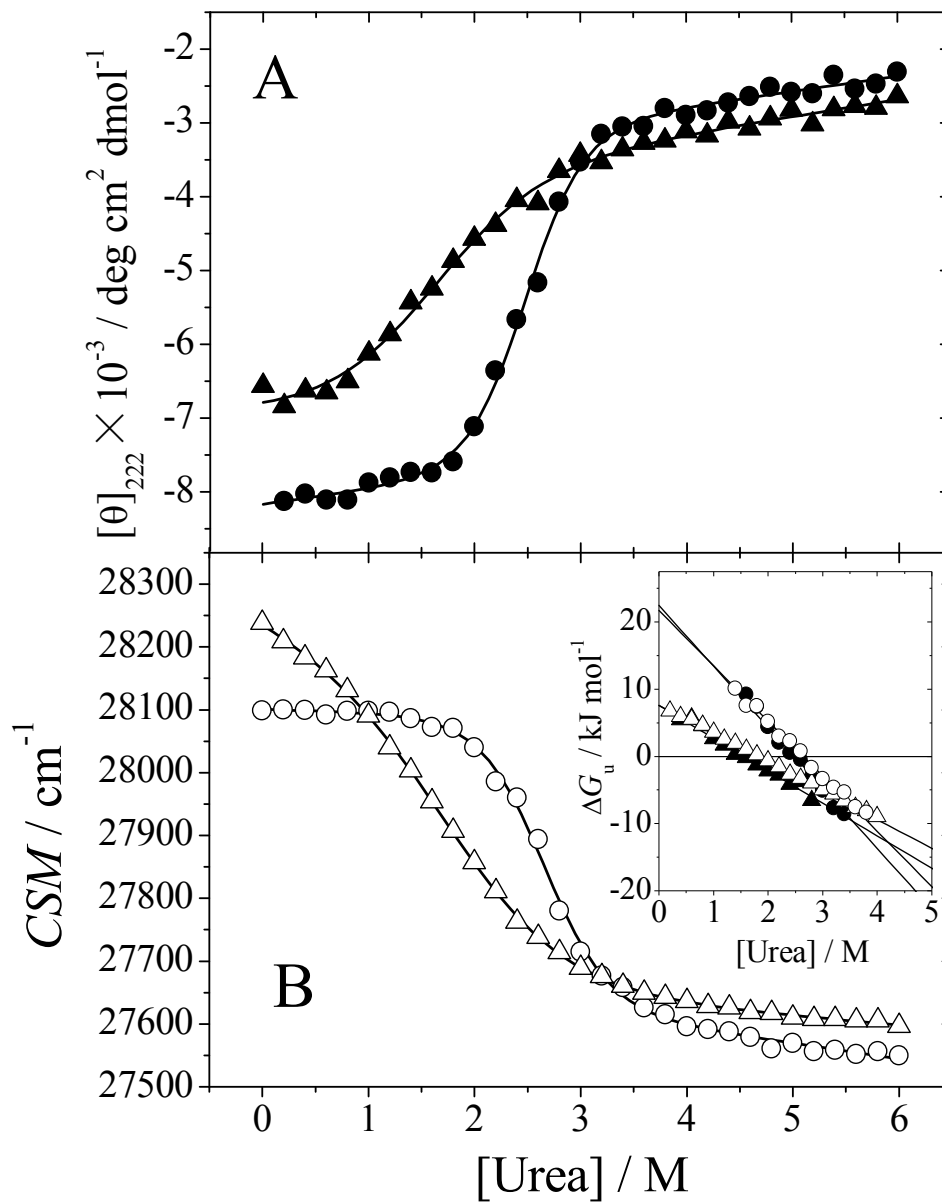 A
[θ]222 × 10-3 / deg cm2 dmol-1
-2
-3
-4
-5
-6
-7
-8
B
CSM / cm-1
28300
28200
28100
28000
27900
27800
27700
27600
27500
0 1 2 3 4 5 6
[Urea] / M
ΔGu / kJ mol-1
20
10
0
-10
-20
0 1 2 3 4 5
[Urea] / M